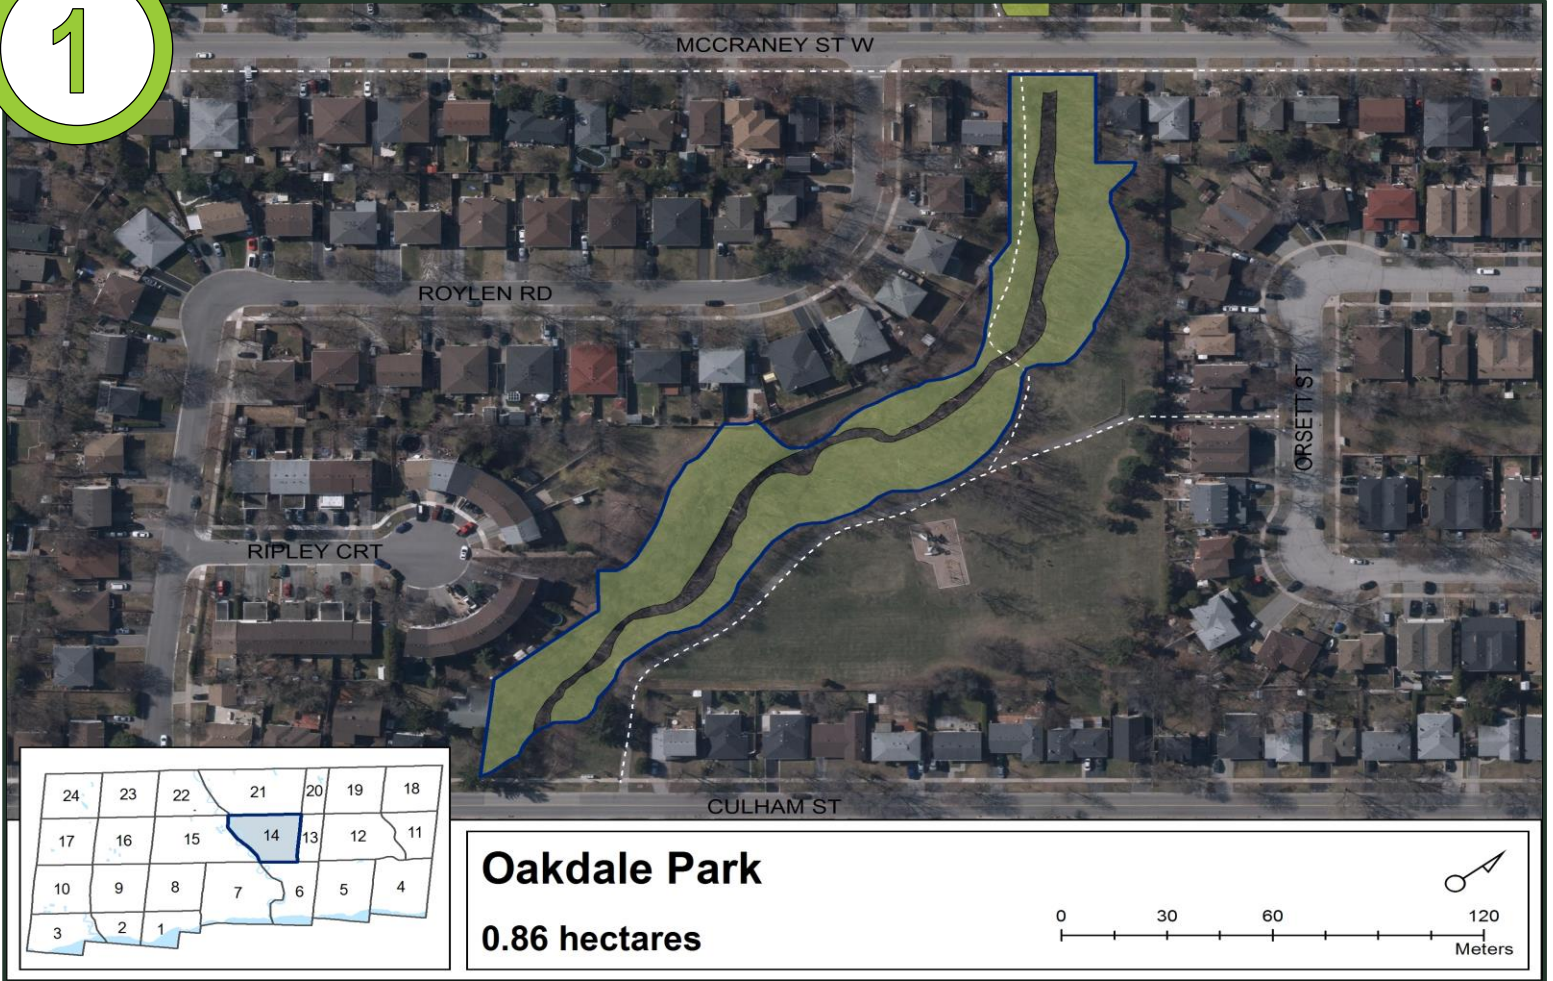 1
MCCRANEY ST W
ROYLEN RD
ORSETT ST
RIPLEY CRT
CULHAM ST
24 23 22 21 20 19 18
17 16 15 14 13 12 11
10 9 8 7 6 5 4
3 2 1
Oakdale Park
0.86 hectares
0 30 60 120
Meters